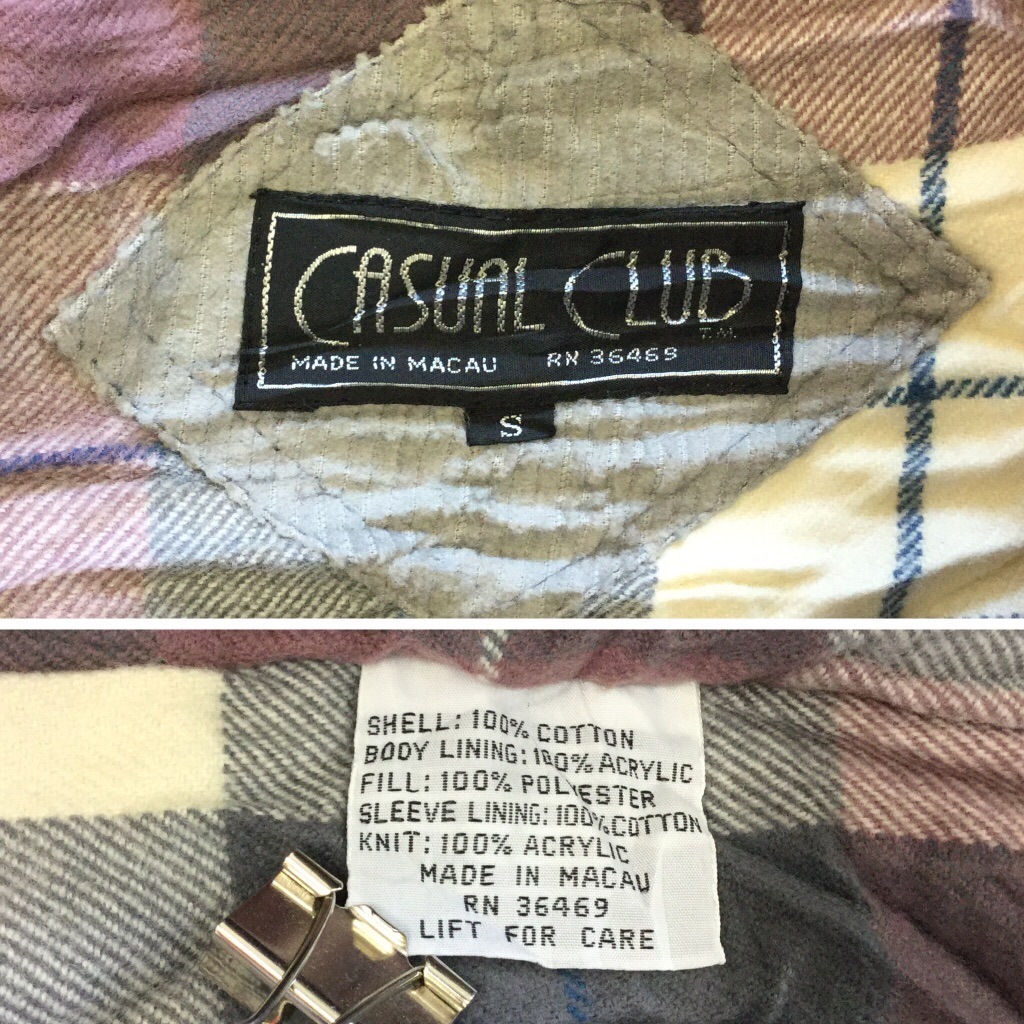 CASUAL CLUB
T.M.
MADE IN MACAU RN 36469
S
SHELL: 100% COTTON
BODY LINING: 100% ACRYLIC
FILL: 100% POLYESTER
SLEEVE LINING: 100% COTTON
KNIT: 100% ACRYLIC
MADE IN MACAU
RN 36469
LIFT FOR CARE